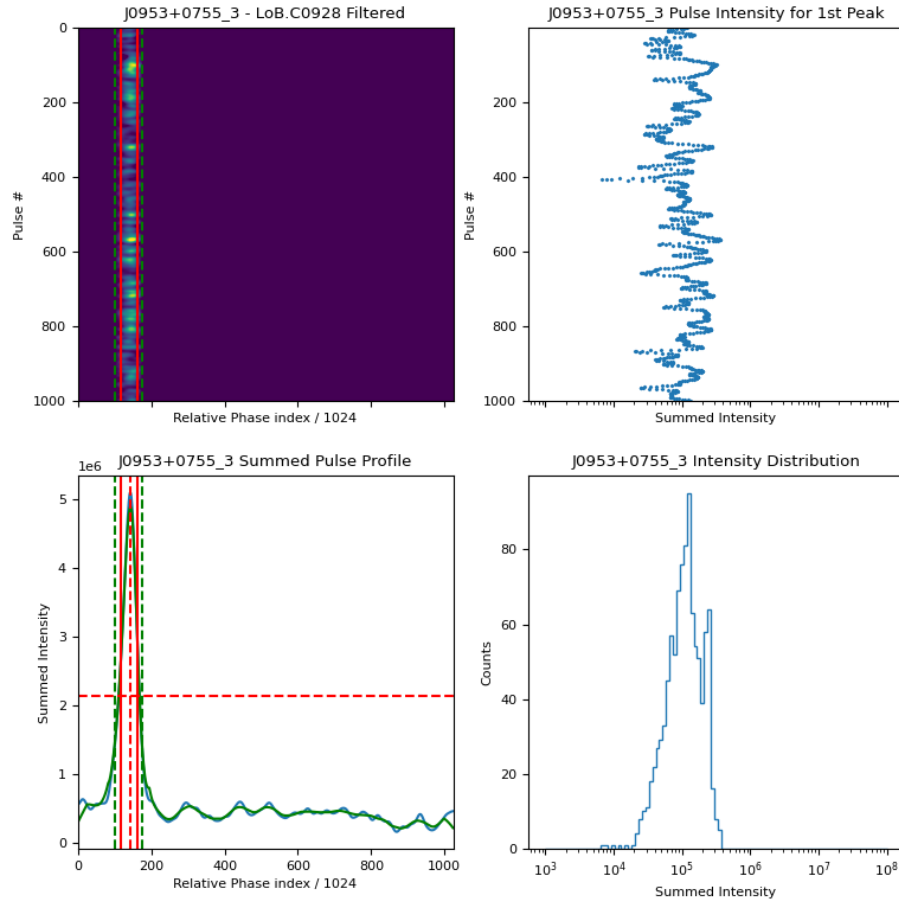 J0953+0755_3 - LoB.C0928 Filtered
0
200
400
600
800
1000
Pulse #
Relative Phase index / 1024
J0953+0755_3 Pulse Intensity for 1st Peak
0
200
400
600
800
1000
Pulse #
Summed Intensity
J0953+0755_3 Summed Pulse Profile
1e6
5
4
3
2
1
0
Summed Intensity
0 200 400 600 800 1000
Relative Phase index / 1024
J0953+0755_3 Intensity Distribution
80
60
40
20
0
Counts
10³ 10⁴ 10⁵ 10⁶ 10⁷ 10⁸
Summed Intensity